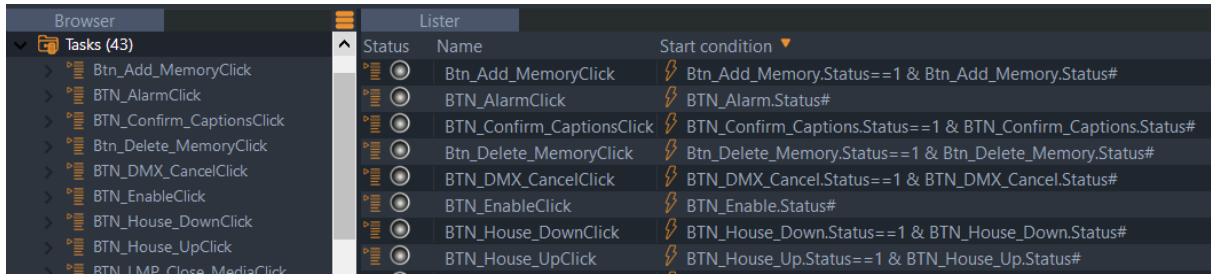 Browser
Tasks (43)
Btn_Add_MemoryClick
BTN_AlarmClick
BTN_Confirm_CaptionsClick
Btn_Delete_MemoryClick
BTN_DMX_CancelClick
BTN_EnableClick
BTN_House_DownClick
BTN_House_UpClick
BTN_LMP_Close_MediaClick
Lister
Status Name Start condition
Btn_Add_MemoryClick Btn_Add_Memory.Status==1 & Btn_Add_Memory.Status#
BTN_AlarmClick BTN_Alarm.Status#
BTN_Confirm_CaptionsClick BTN_Confirm_Captions.Status==1 & BTN_Confirm_Captions.Status#
Btn_Delete_MemoryClick Btn_Delete_Memory.Status==1 & Btn_Delete_Memory.Status#
BTN_DMX_CancelClick BTN_DMX_Cancel.Status==1 & BTN_DMX_Cancel.Status#
BTN_EnableClick BTN_Enable.Status#
BTN_House_DownClick BTN_House_Down.Status==1 & BTN_House_Down.Status#
BTN_House_UpClick BTN_House_Up.Status==1 & BTN_House_Up.Status#